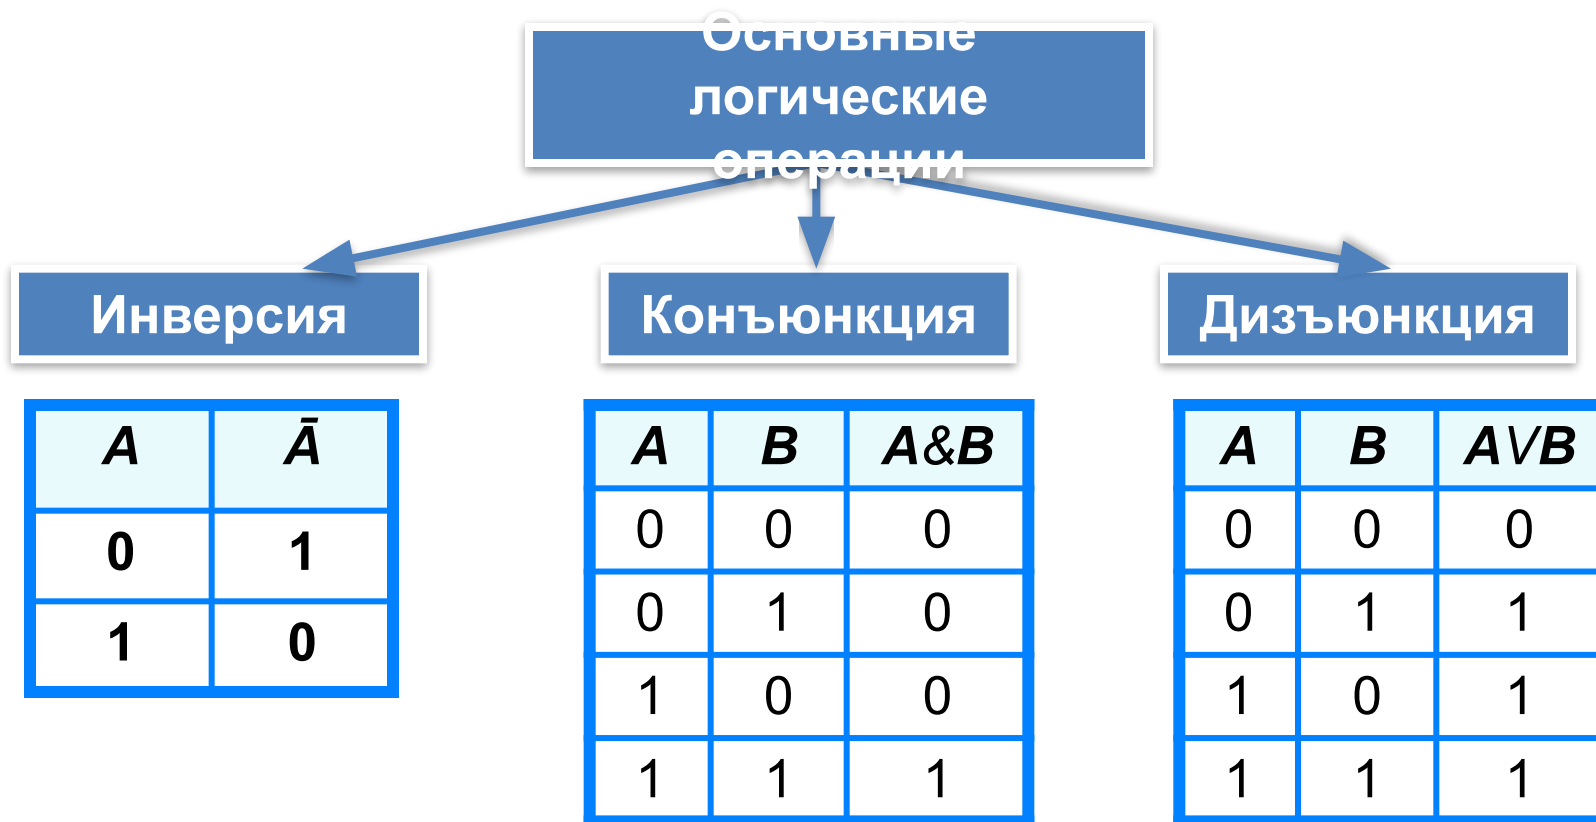 Основные
логические
операции
Инверсия
Конъюнкция
Дизъюнкция
A Ā
0 1
1 0
A B A&B
0 0 0
0 1 0
1 0 0
1 1 1
A B AVB
0 0 0
0 1 1
1 0 1
1 1 1